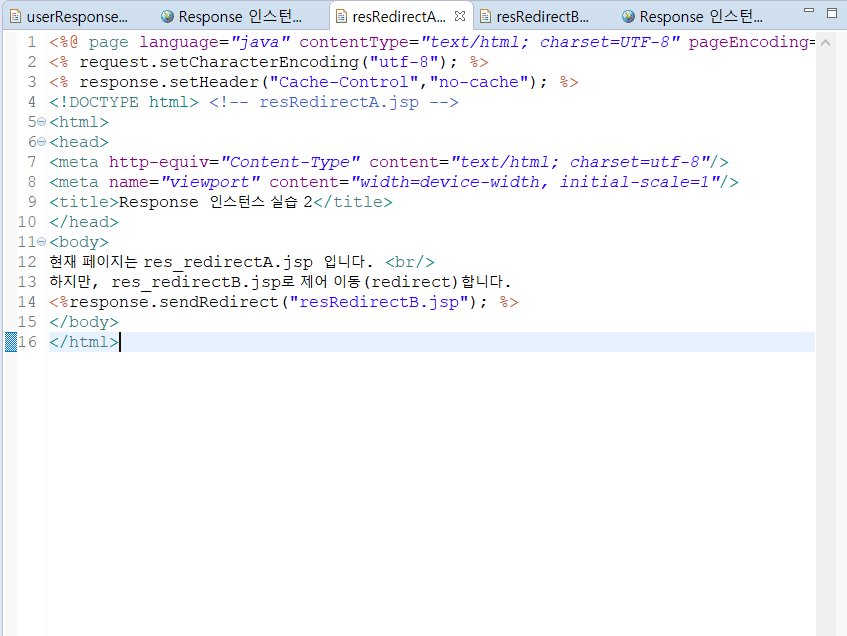 userResponse... Response 인스턴... resRedirectA... resRedirectB... Response 인스턴...
1 <%@ page language="java" contentType="text/html; charset=UTF-8" pageEncoding=
2 <% request.setCharacterEncoding("utf-8"); %>
3 <% response.setHeader("Cache-Control","no-cache"); %>
4 <!DOCTYPE html> <!-- resRedirectA.jsp -->
5 <html>
6 <head>
7 <meta http-equiv="Content-Type" content="text/html; charset=utf-8"/>
8 <meta name="viewport" content="width=device-width, initial-scale=1"/>
9 <title>Response 인스턴스 실습 2</title>
10 </head>
11 <body>
12 현재 페이지는 res_redirectA.jsp 입니다. <br/>
13 하지만, res_redirectB.jsp로 제어 이동(redirect)합니다.
14 <%response.sendRedirect("resRedirectB.jsp"); %>
15 </body>
16 </html>